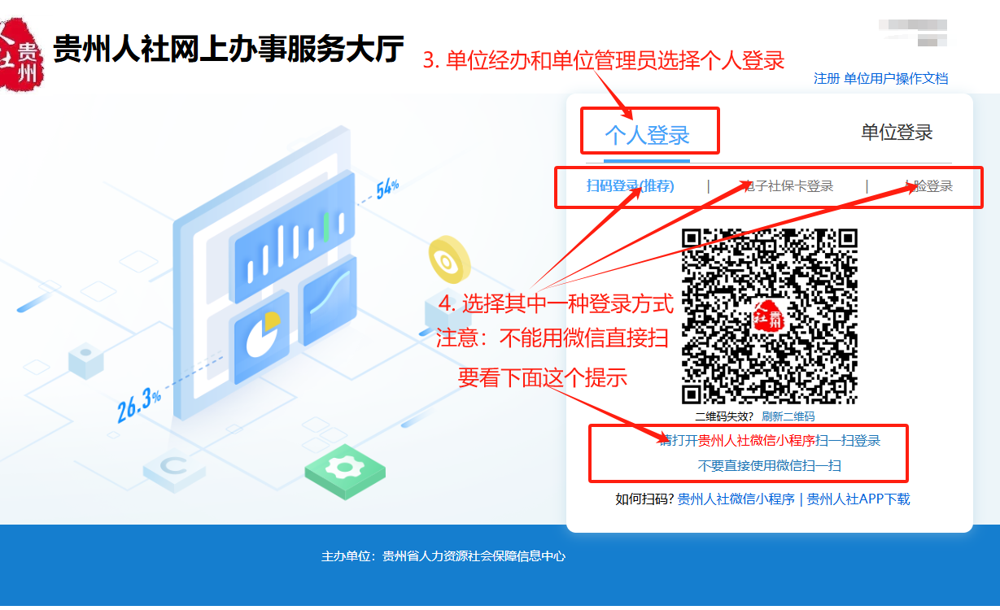 人社
贵州
贵州人社网上办事服务大厅
3. 单位经办和单位管理员选择个人登录
注册 单位用户操作文档
个人登录
单位登录
扫码登录(推荐) | 电子社保卡登录 | 人脸登录
54%
人社
贵州
4. 选择其中一种登录方式
注意：不能用微信直接扫
要看下面这个提示
26.3%
二维码失效？ 刷新二维码
请打开贵州人社微信小程序扫一扫登录
不要直接使用微信扫一扫
如何扫码? 贵州人社微信小程序 | 贵州人社APP下载
主办单位：贵州省人力资源社会保障信息中心